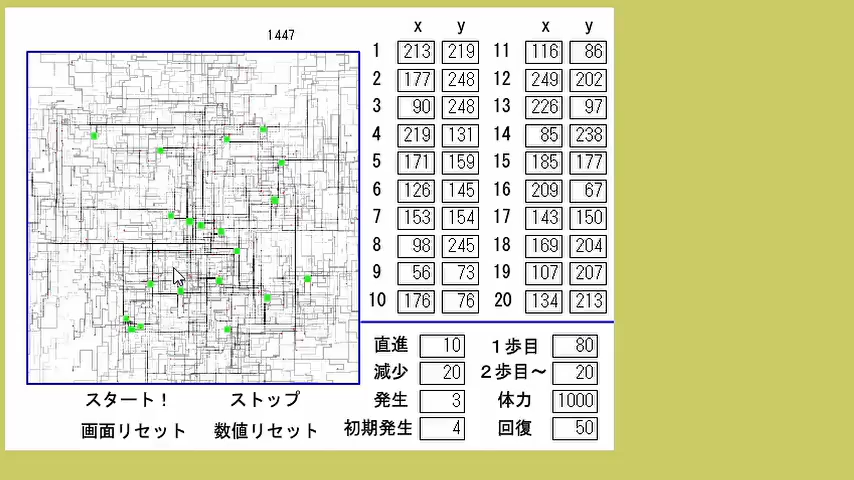 1447
x y x y
1 213 219 11 116 86
2 177 248 12 249 202
3 90 248 13 226 97
4 219 131 14 85 238
5 171 159 15 185 177
6 126 145 16 209 67
7 153 154 17 143 150
8 98 245 18 169 204
9 56 73 19 107 207
10 176 76 20 134 213
直進 10 1歩目 80
減少 20 2歩目~ 20
発生 3 体力 1000
初期発生 4 回復 50
スタート! ストップ
画面リセット 数値リセット